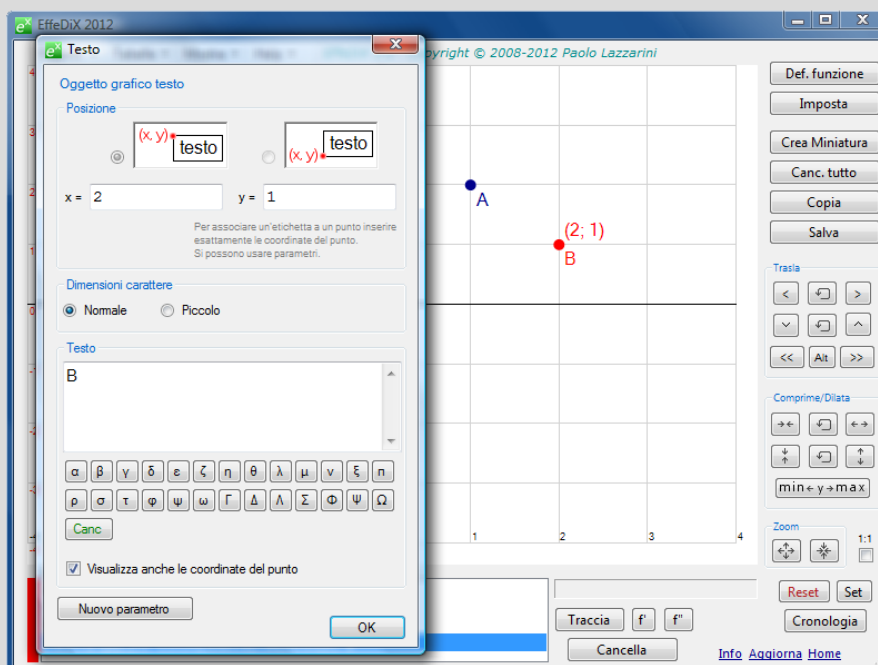 EffeDiX 2012
Testo
pyright © 2008-2012 Paolo Lazzarini
Oggetto grafico testo
Posizione
(x, y) testo
(x, y) testo
x = 2 y = 1
Per associare un'etichetta a un punto inserire
esattamente le coordinate del punto.
Si possono usare parametri.
Dimensioni carattere
Normale Piccolo
Testo
B
α β γ δ ε ζ η θ λ μ ν ξ π
ρ σ τ φ ψ ω Γ Δ Λ Σ Φ Ψ Ω
Canc
Visualizza anche le coordinate del punto
Nuovo parametro
OK
A
(2; 1)
B
1 2 3 4
Def. funzione
Imposta
Crea Miniatura
Canc. tutto
Copia
Salva
Trasla
< >
<< Alt >>
Comprime/Dilata
min← y→max
Zoom
1:1
Reset Set
Cronologia
Traccia f' f"
Cancella
Info Aggiorna Home